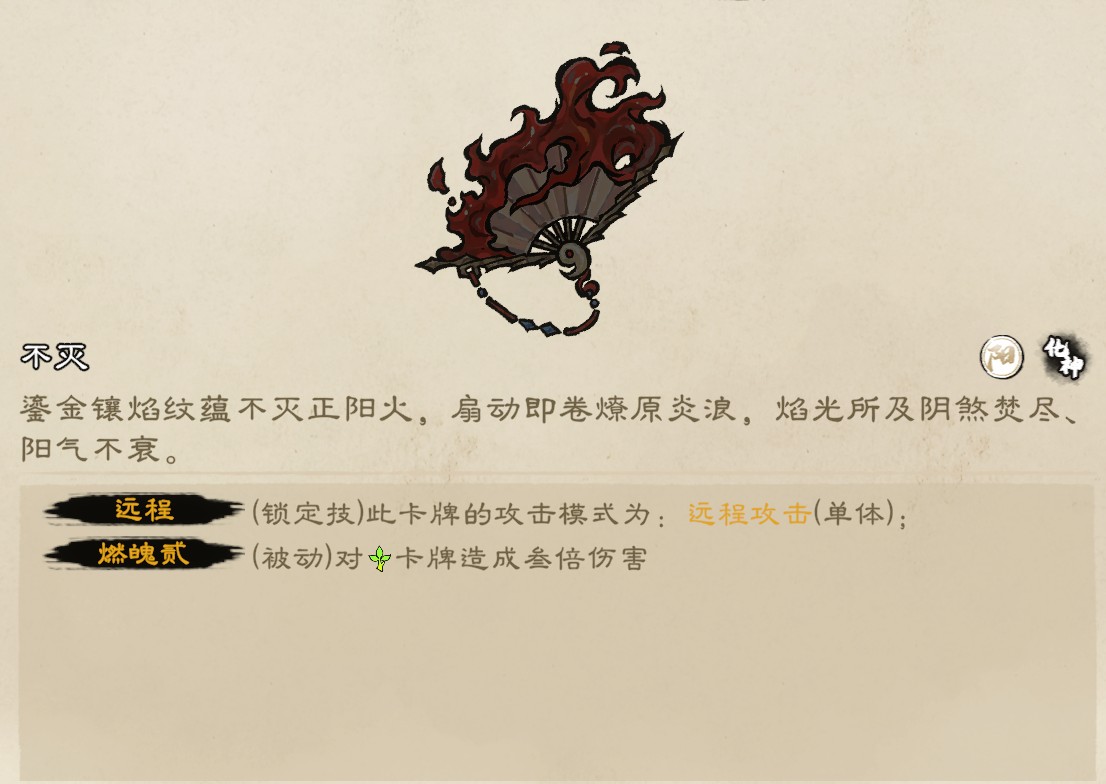 不灭
阳
化神
鎏金镶焰纹蕴不灭正阳火，扇动即卷燎原炎浪，焰光所及阴煞焚尽、
阳气不衰。
远程 (锁定技)此卡牌的攻击模式为：远程攻击(单体)；
燃魄贰 (被动)对卡牌造成叁倍伤害